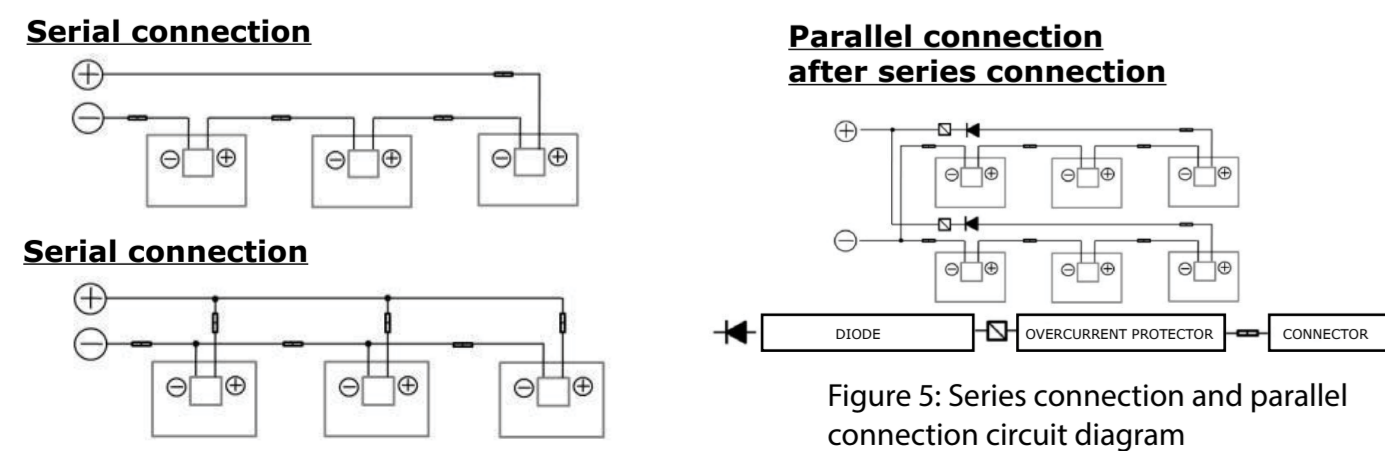 Serial connection
Serial connection
Parallel connection
after series connection
DIODE
OVERCURRENT PROTECTOR
CONNECTOR
Figure 5: Series connection and parallel
connection circuit diagram